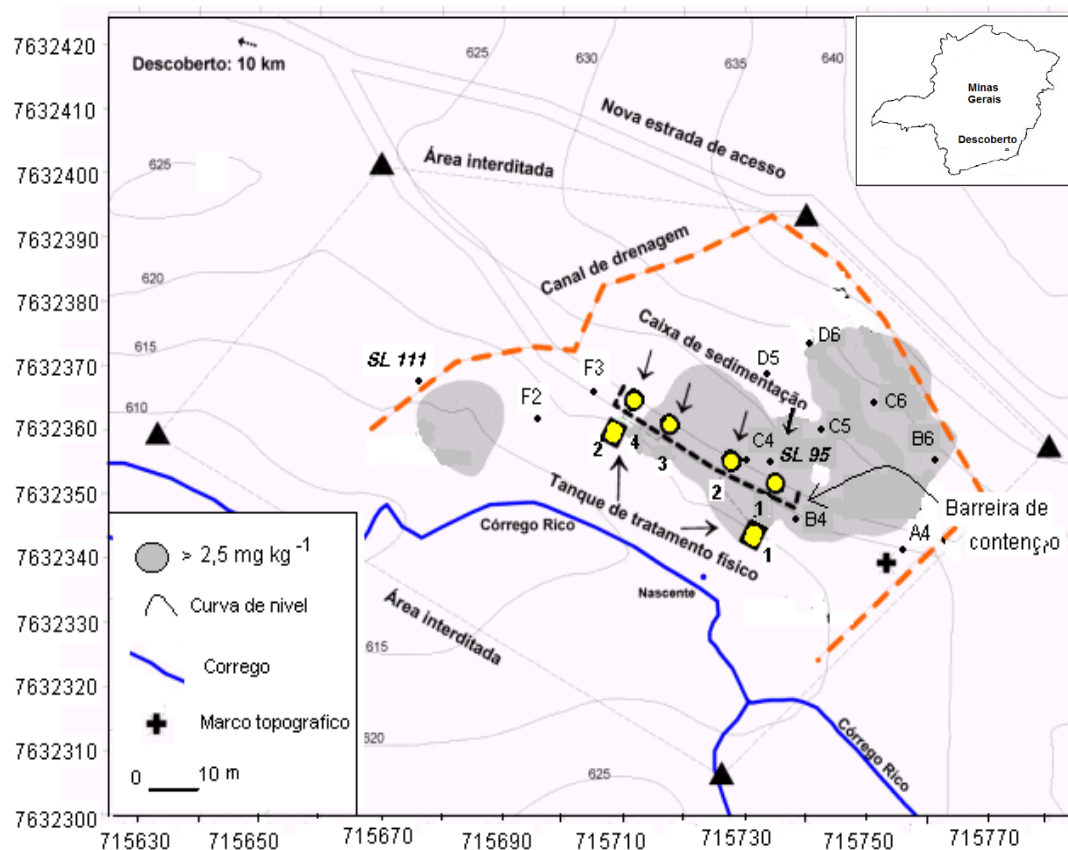 7632420
7632410
7632400
7632390
7632380
7632370
7632360
7632350
7632340
7632330
7632320
7632310
7632300
715630
715650
715670
715690
715710
715730
715750
715770
Descoberto: 10 km
625
630
635
640
Minas
Gerais
Descoberto
Nova estrada de acesso
Área interditada
625
Canal de drenagem
620
Caixa de sedimentação
615
SL 111
F3
D5
D6
610
F2
C6
C5
C4
SL 95
B6
2
4
3
2
1
Tanque de tratamento físico
B4
Barreira de
contenço
A4
1
Córrego Rico
Nascente
Área interditada
615
620
625
Córrego Rico
> 2,5 mg kg⁻¹
Curva de nivel
Corrego
Marco topografico
0 10 m